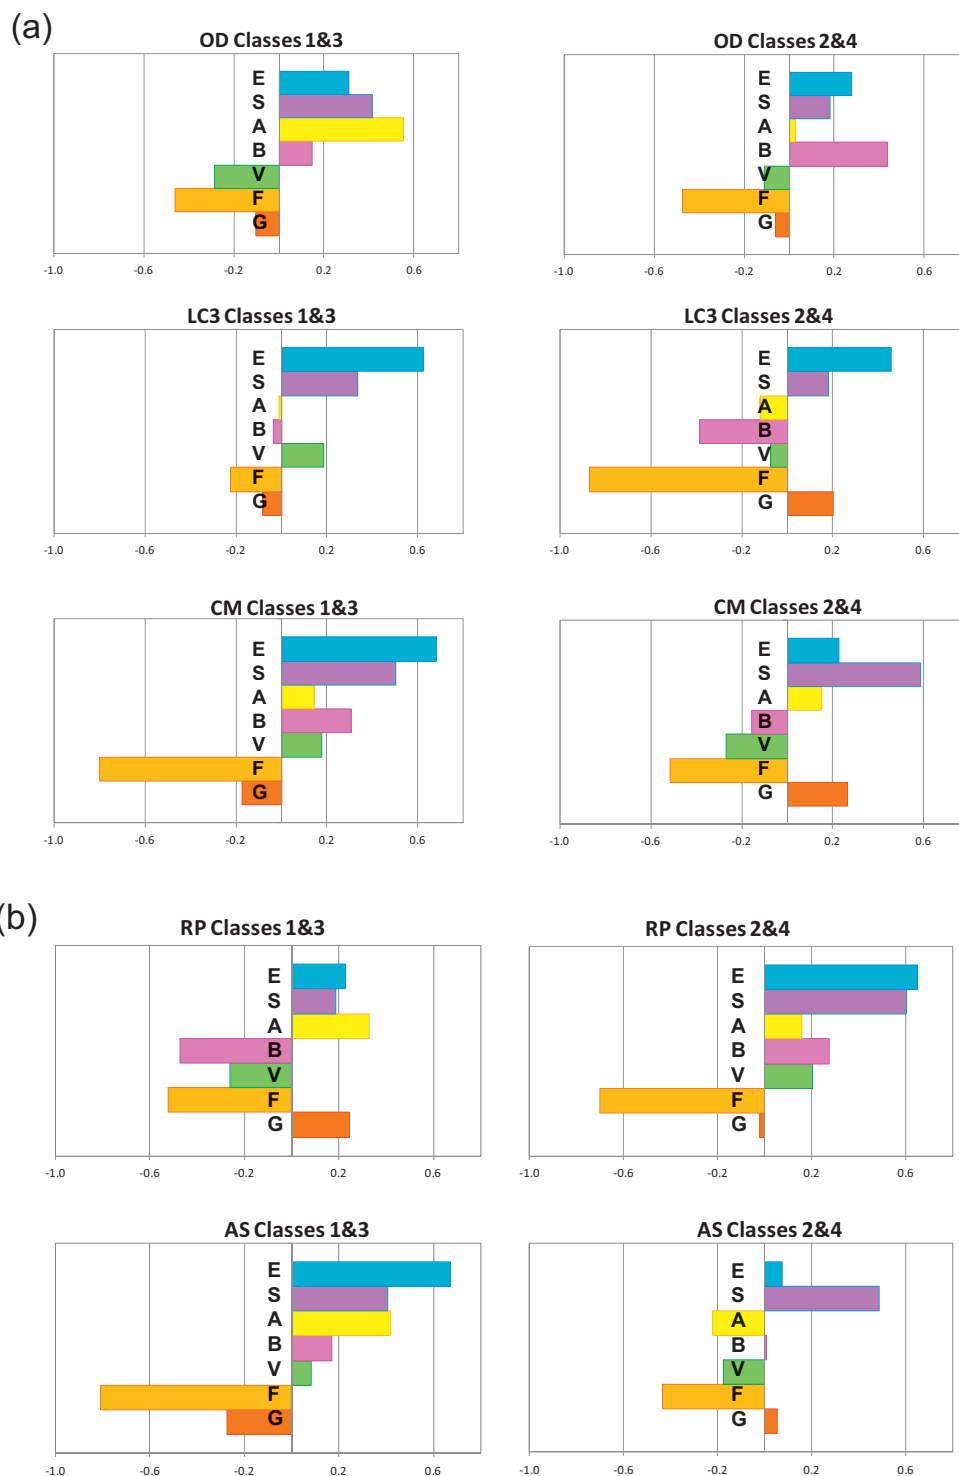 (a)
OD Classes 1&3
E
S
A
B
V
F
G
-1.0 -0.6 -0.2 0.2 0.6
OD Classes 2&4
E
S
A
B
V
F
G
-1.0 -0.6 -0.2 0.2 0.6
LC3 Classes 1&3
E
S
A
B
V
F
G
-1.0 -0.6 -0.2 0.2 0.6
LC3 Classes 2&4
E
S
A
B
V
F
G
-1.0 -0.6 -0.2 0.2 0.6
CM Classes 1&3
E
S
A
B
V
F
G
-1.0 -0.6 -0.2 0.2 0.6
CM Classes 2&4
E
S
A
B
V
F
G
-1.0 -0.6 -0.2 0.2 0.6
(b)
RP Classes 1&3
E
S
A
B
V
F
G
-1.0 -0.6 -0.2 0.2 0.6
RP Classes 2&4
E
S
A
B
V
F
G
-1.0 -0.6 -0.2 0.2 0.6
AS Classes 1&3
E
S
A
B
V
F
G
-1.0 -0.6 -0.2 0.2 0.6
AS Classes 2&4
E
S
A
B
V
F
G
-1.0 -0.6 -0.2 0.2 0.6